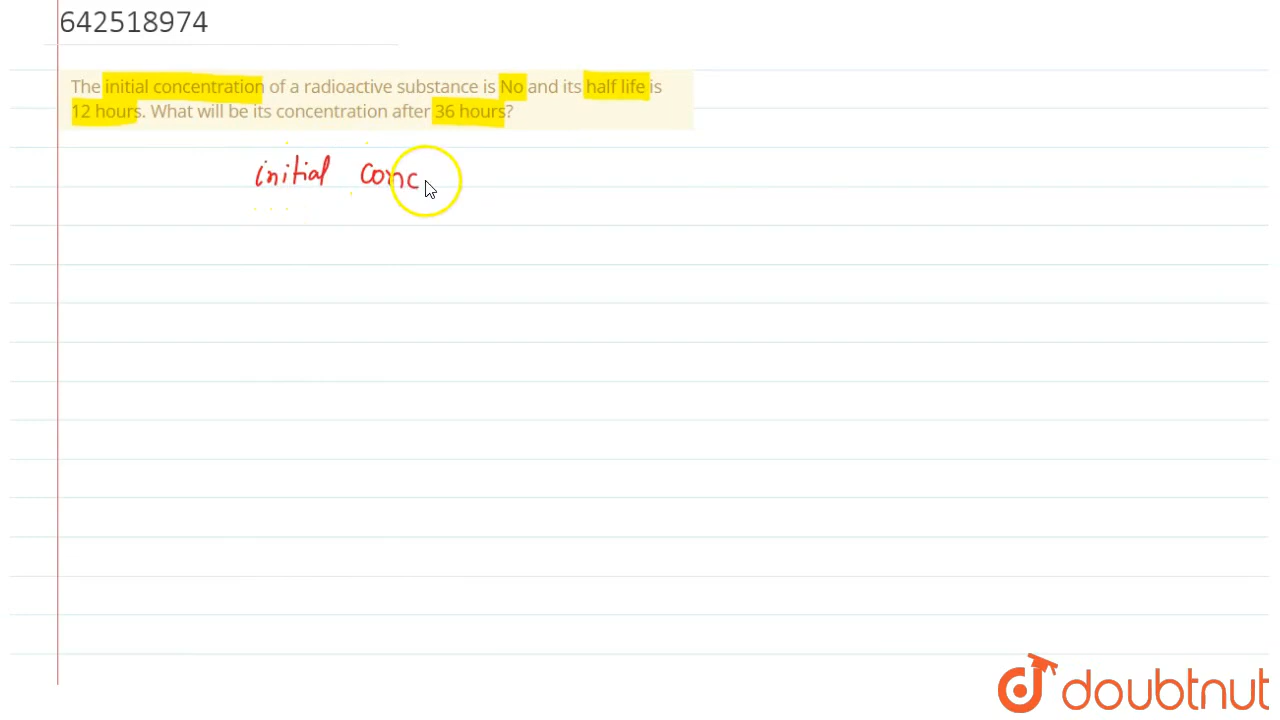 642518974
The initial concentration of a radioactive substance is No and its half life is
12 hours. What will be its concentration after 36 hours?
initial conc
doubtnut